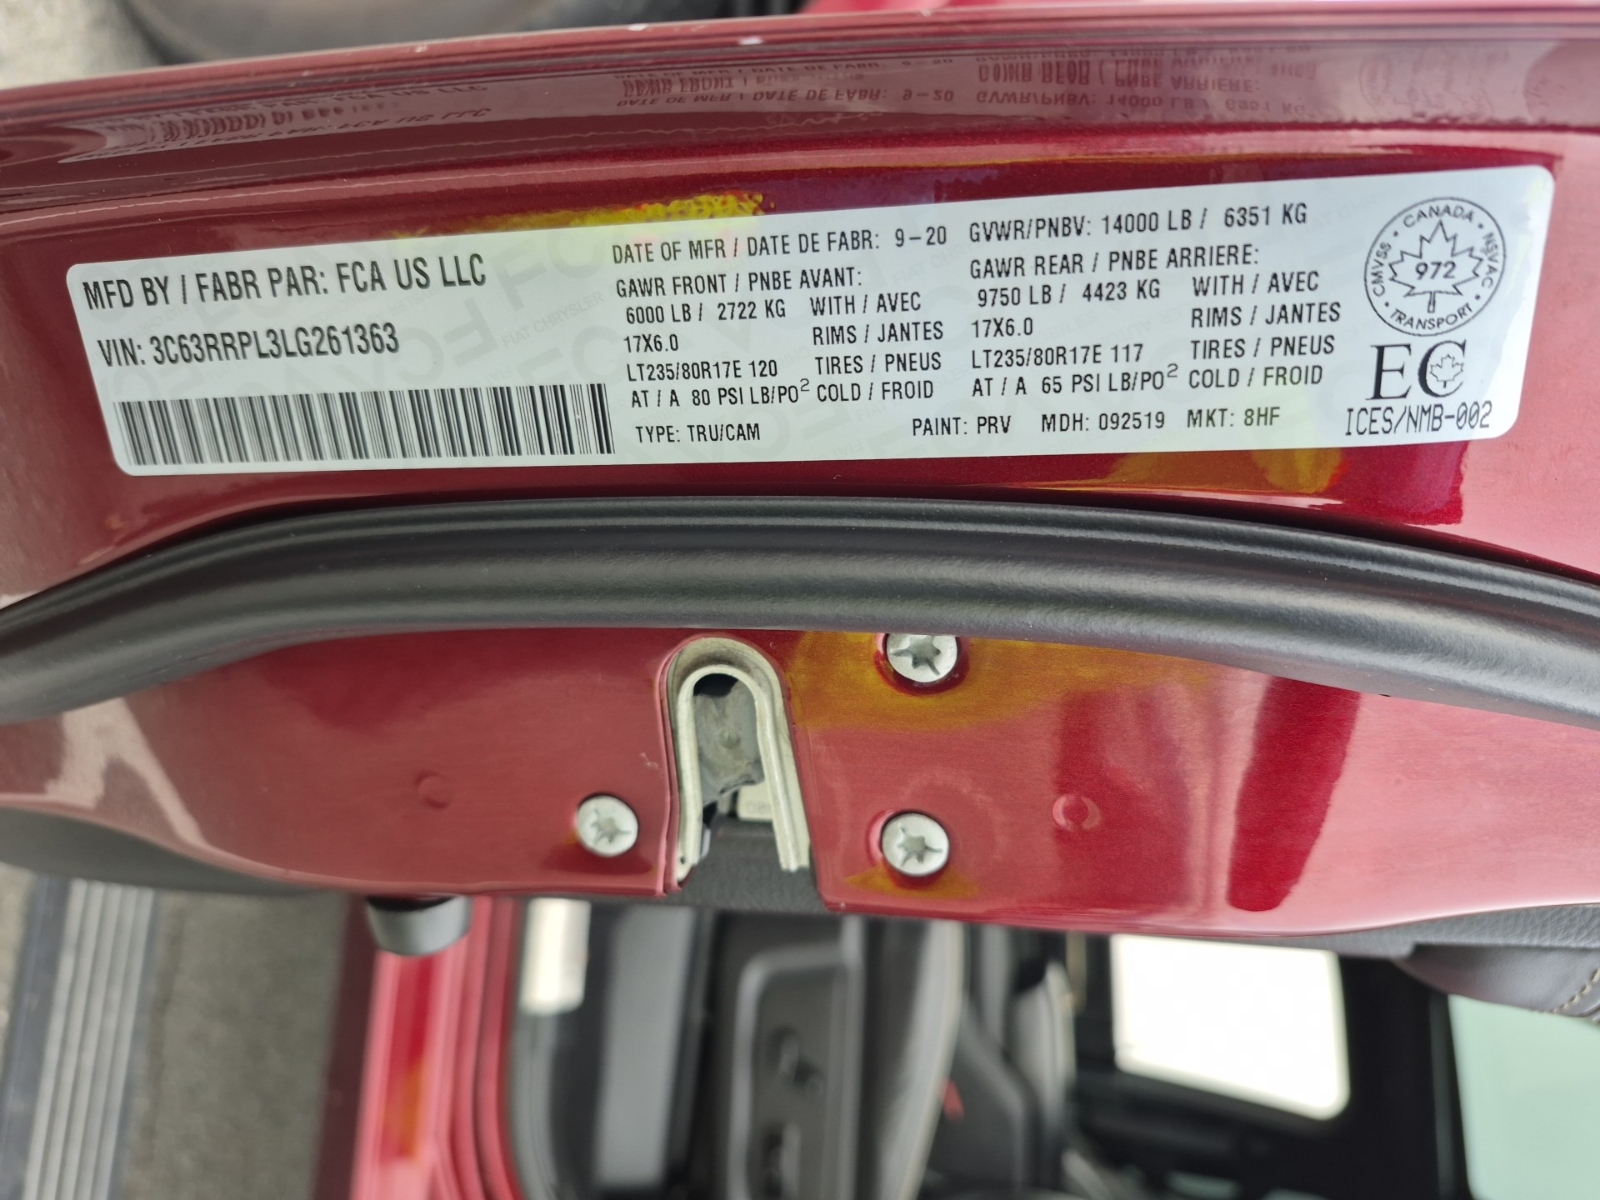 MFD BY / FABR PAR: FCA US LLC
VIN: 3C63RRPL3LG261363
DATE OF MFR / DATE DE FABR: 9-20
GAWR FRONT / PNBE AVANT:
6000 LB / 2722 KG WITH / AVEC
17X6.0 RIMS / JANTES
LT235/80R17E 120 TIRES / PNEUS
AT / A 80 PSI LB/PO² COLD / FROID
TYPE: TRU/CAM
GVWR/PNBV: 14000 LB / 6351 KG
GAWR REAR / PNBE ARRIERE:
9750 LB / 4423 KG WITH / AVEC
17X6.0 RIMS / JANTES
LT235/80R17E 117 TIRES / PNEUS
AT / A 65 PSI LB/PO² COLD / FROID
PAINT: PRV MDH: 092519 MKT: 8HF
CANADA
CMVSS NSVAC
972
TRANSPORT
EC
ICES/NMB-002